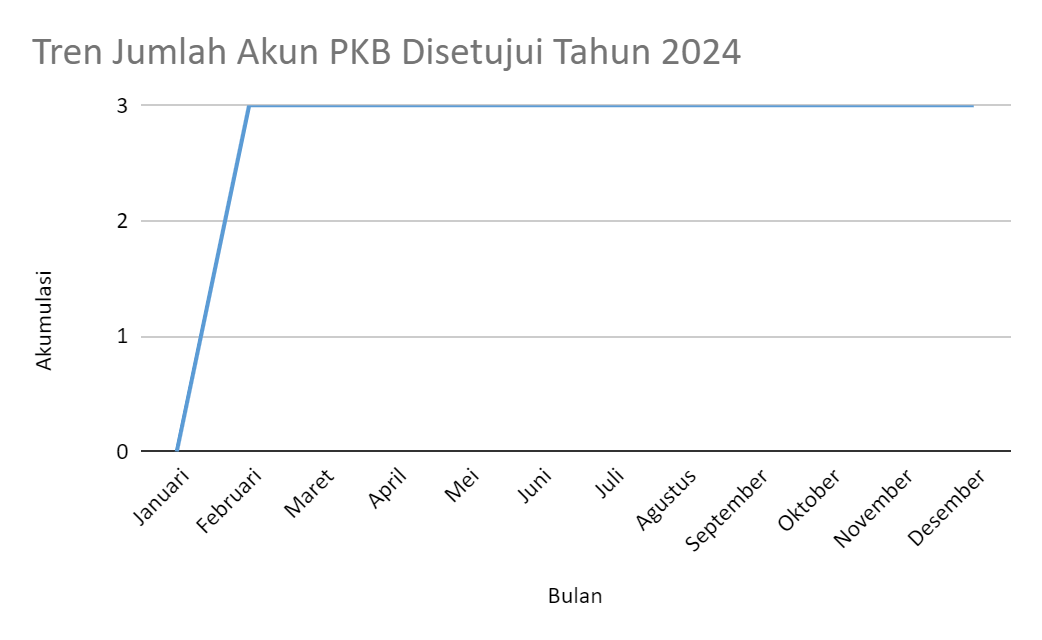 Tren Jumlah Akun PKB Disetujui Tahun 2024
3
2
1
0
Akumulasi
Januari
Februari
Maret
April
Mei
Juni
Juli
Agustus
September
Oktober
November
Desember
Bulan